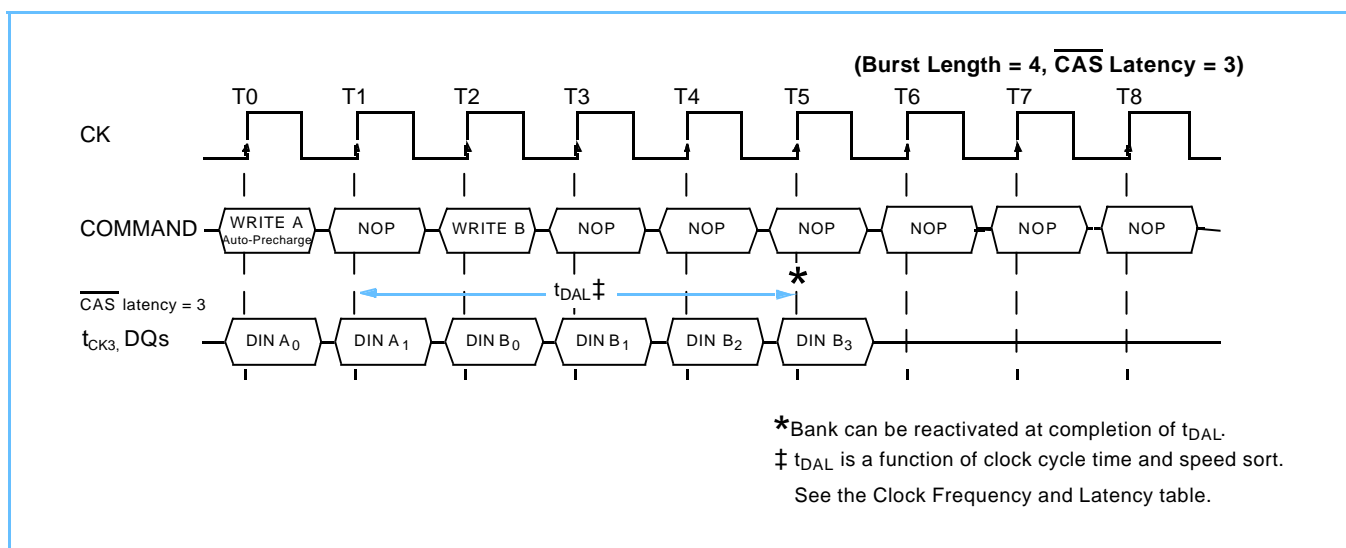 (Burst Length = 4, CAS Latency = 3)
T0 T1 T2 T3 T4 T5 T6 T7 T8
CK
COMMAND WRITE A NOP WRITE B NOP NOP NOP NOP NOP NOP
Auto-Precharge
*
tDAL‡
CAS latency = 3
tCK3, DQs DIN A0 DIN A1 DIN B0 DIN B1 DIN B2 DIN B3
*Bank can be reactivated at completion of tDAL.
‡ tDAL is a function of clock cycle time and speed sort.
See the Clock Frequency and Latency table.